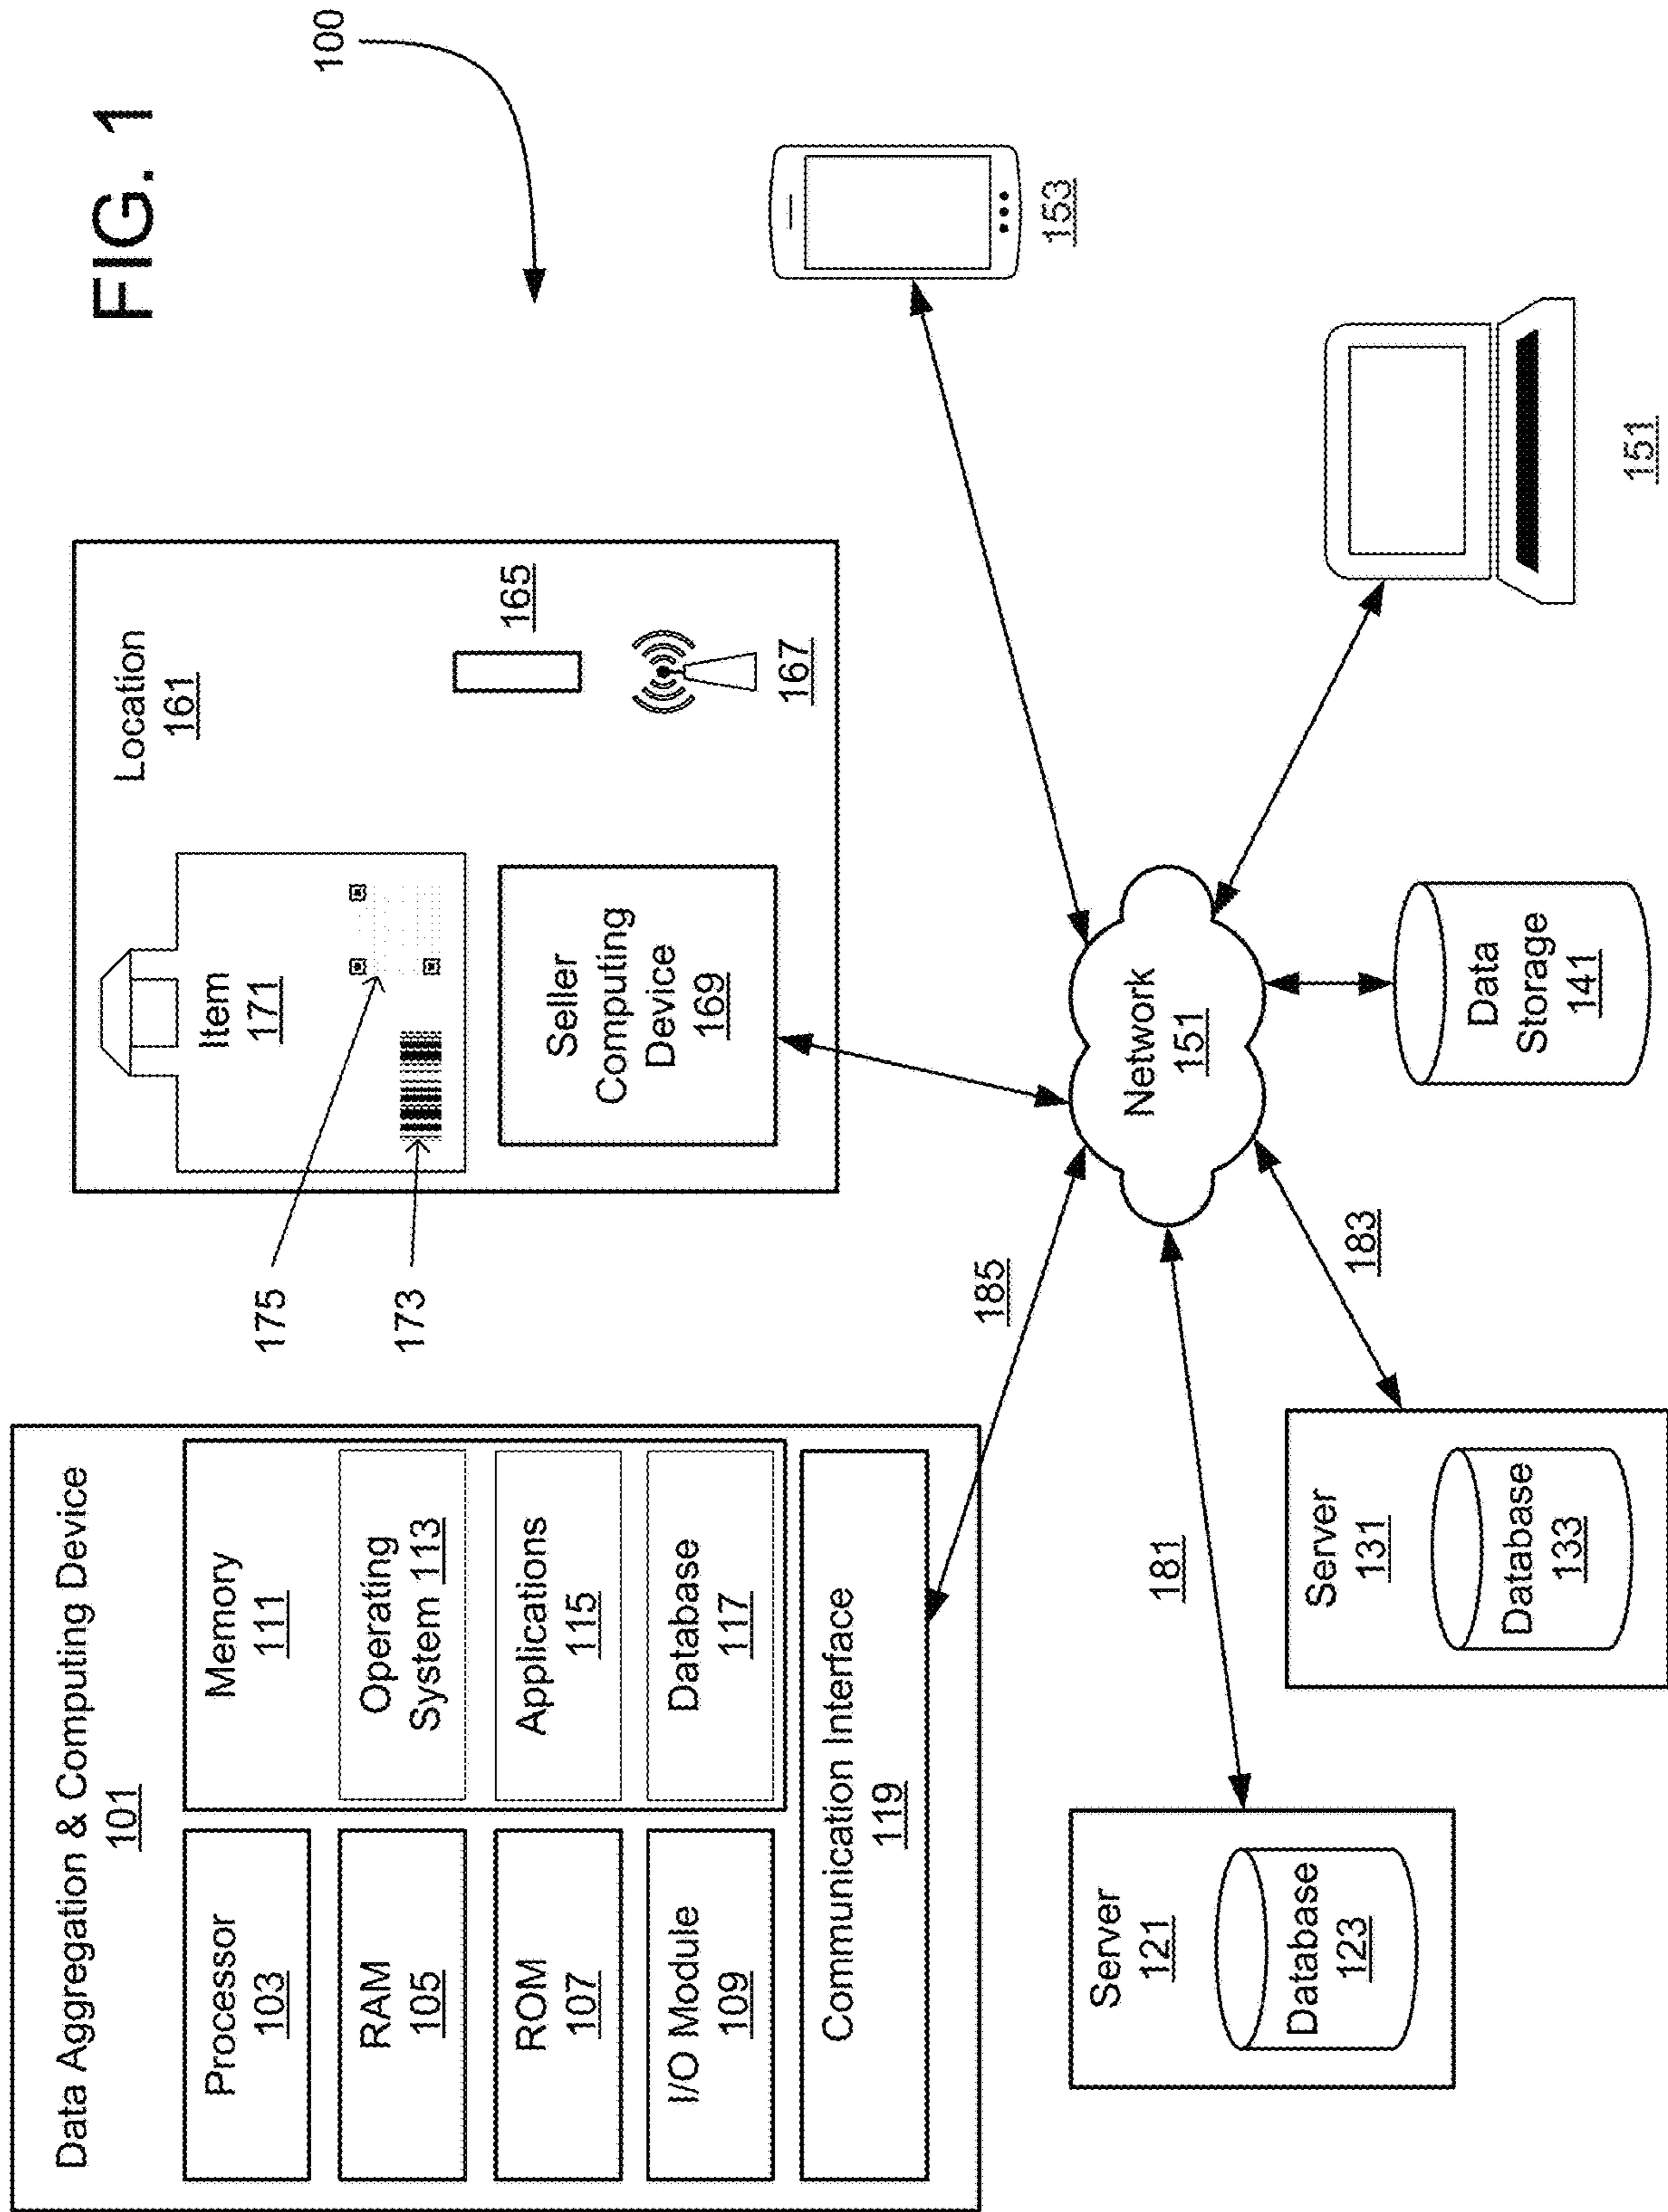 FIG. 1
100
Data Aggregation & Computing Device
101
Processor
103
RAM
105
ROM
107
I/O Module
109
Memory
111
Operating
System 113
Applications
115
Database
117
Communication Interface
119
175
173
Item
171
Location
161
Seller
Computing
Device
169
165
167
185
181
183
Network
151
153
151
Server
121
Database
123
Server
131
Database
133
Data
Storage
141